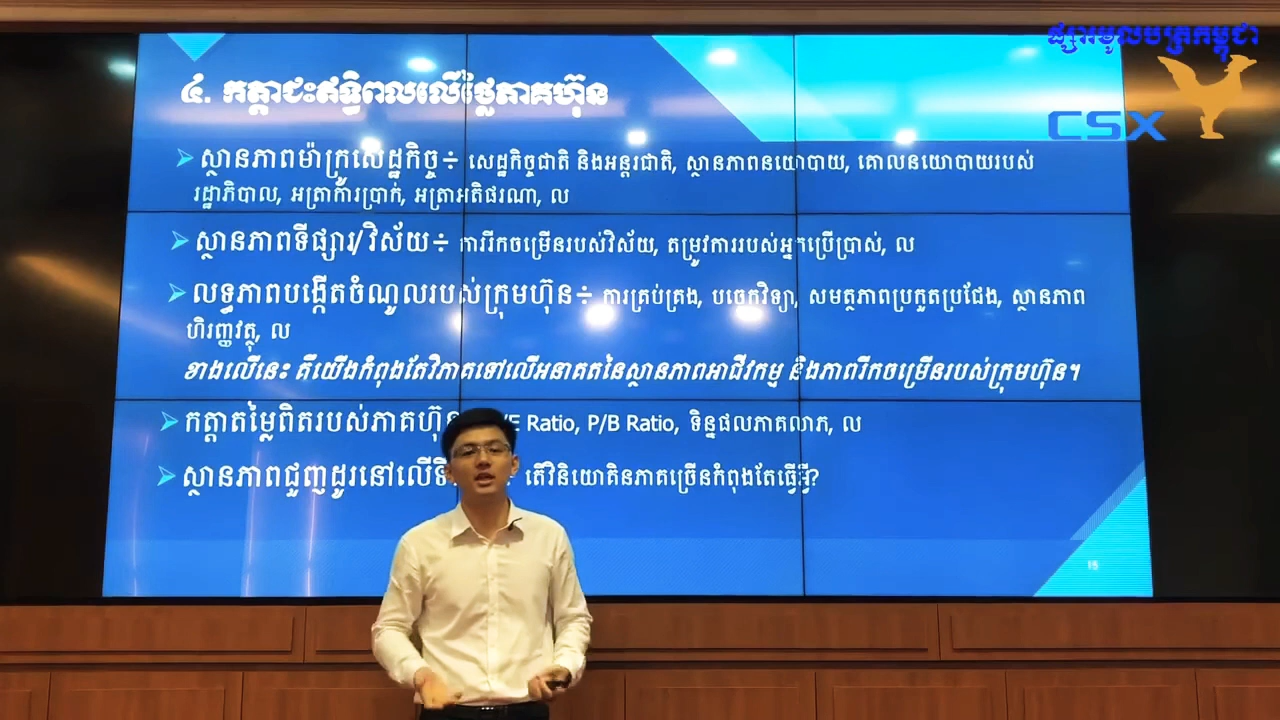 ផ្សារមូលបត្រកម្ពុជា
CSX
៤. កត្តាជះឥទ្ធិពលលើថ្លៃភាគហ៊ុន
ស្ថានភាពម៉ាក្រូសេដ្ឋកិច្ច÷ សេដ្ឋកិច្ចជាតិ និងអន្តរជាតិ, ស្ថានភាពនយោបាយ, គោលនយោបាយរបស់
រដ្ឋាភិបាល, អត្រាការប្រាក់, អត្រាអតិផរណា, ល
ស្ថានភាពទីផ្សារ/វិស័យ÷ ការរីកចម្រើនរបស់វិស័យ, តម្រូវការរបស់អ្នកប្រើប្រាស់, ល
លទ្ធភាពបង្កើតចំណូលរបស់ក្រុមហ៊ុន÷ ការគ្រប់គ្រង, បច្ចេកវិទ្យា, សមត្ថភាពប្រកួតប្រជែង, ស្ថានភាព
ហិរញ្ញវត្ថុ, ល
ខាងលើនេះ គឺយើងកំពុងតែវិភាគទៅលើអនាគតនៃស្ថានភាពអាជីវកម្ម និងភាពរីកចម្រើនរបស់ក្រុមហ៊ុន។
កត្តាតម្លៃពិតរបស់ភាគហ៊ុន Ratio, P/B Ratio, ទិន្នផលភាគលាភ, ល
ស្ថានភាពជួញដូរនៅលើ តើវិនិយោគិនភាគច្រើនកំពុងតែធ្វើអ្វី?
15